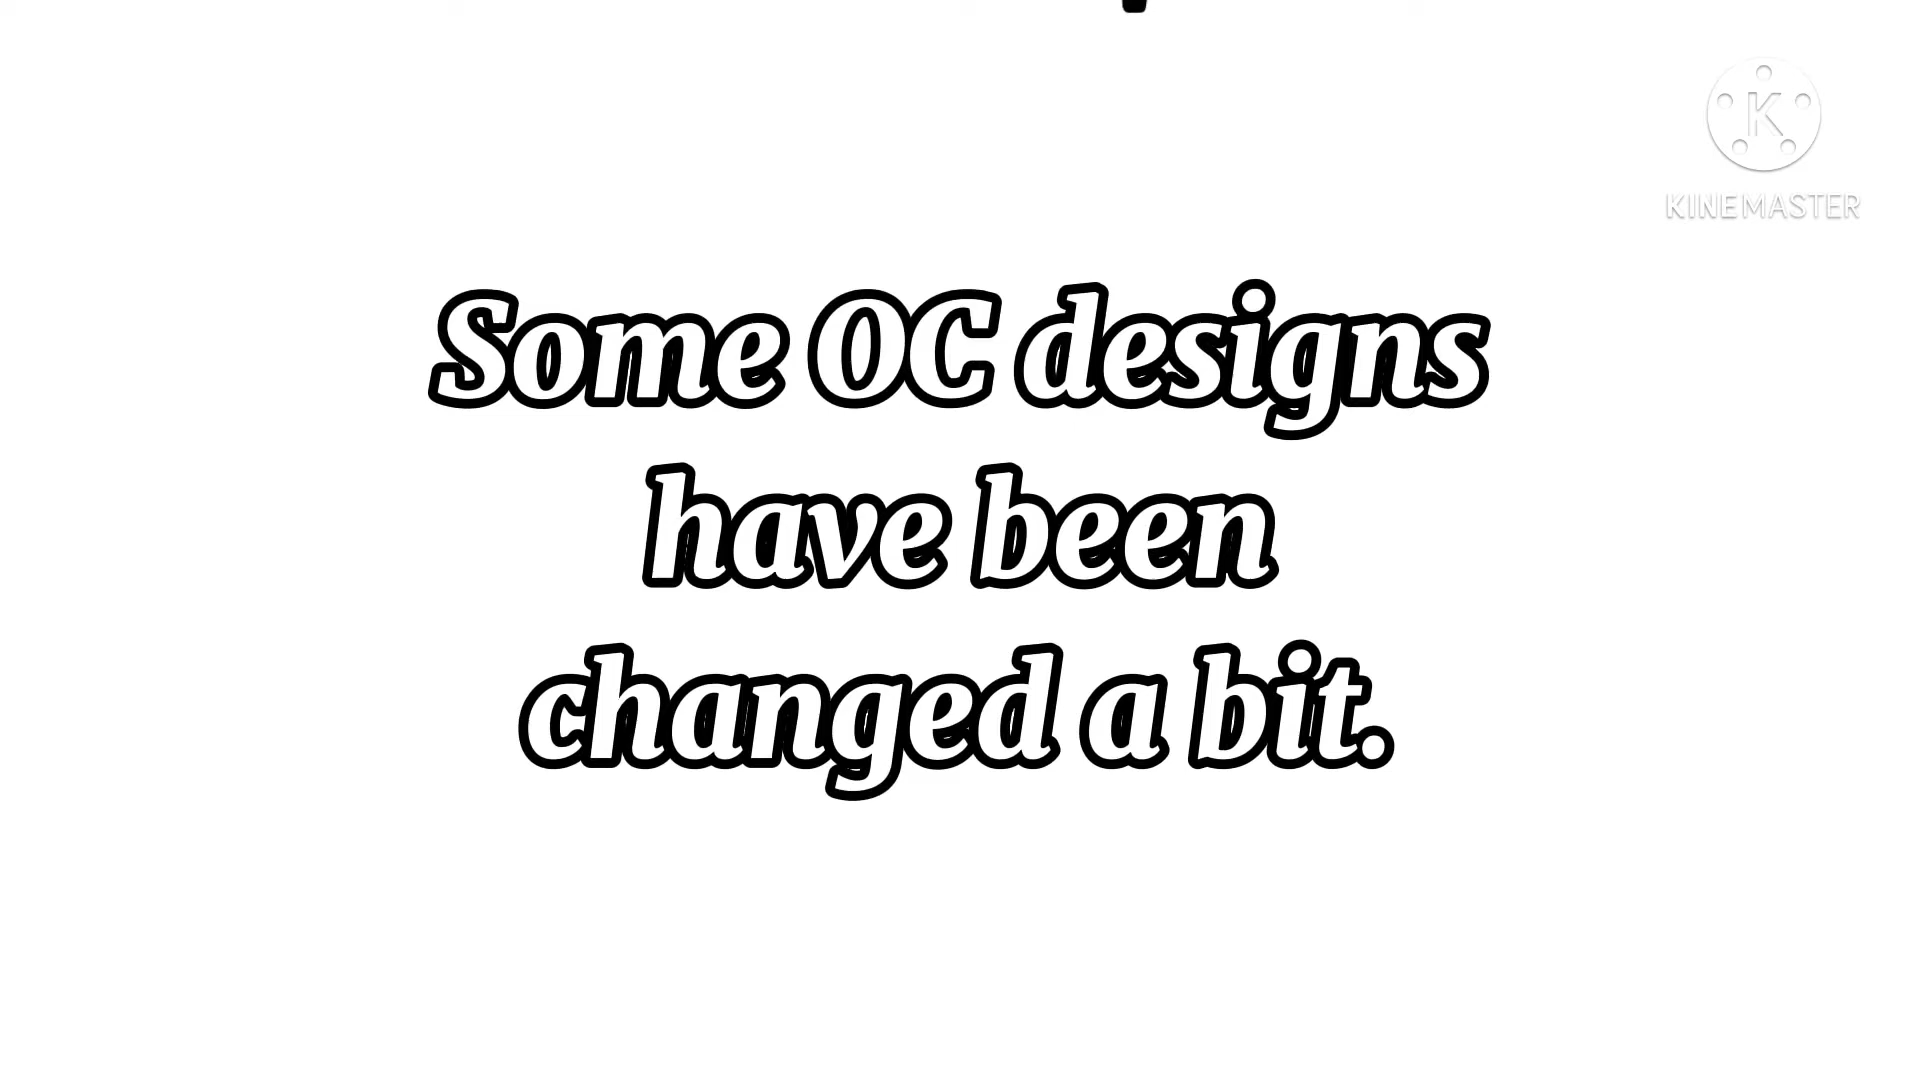 K
KINEMASTER
Some OC designs
have been
changed a bit.